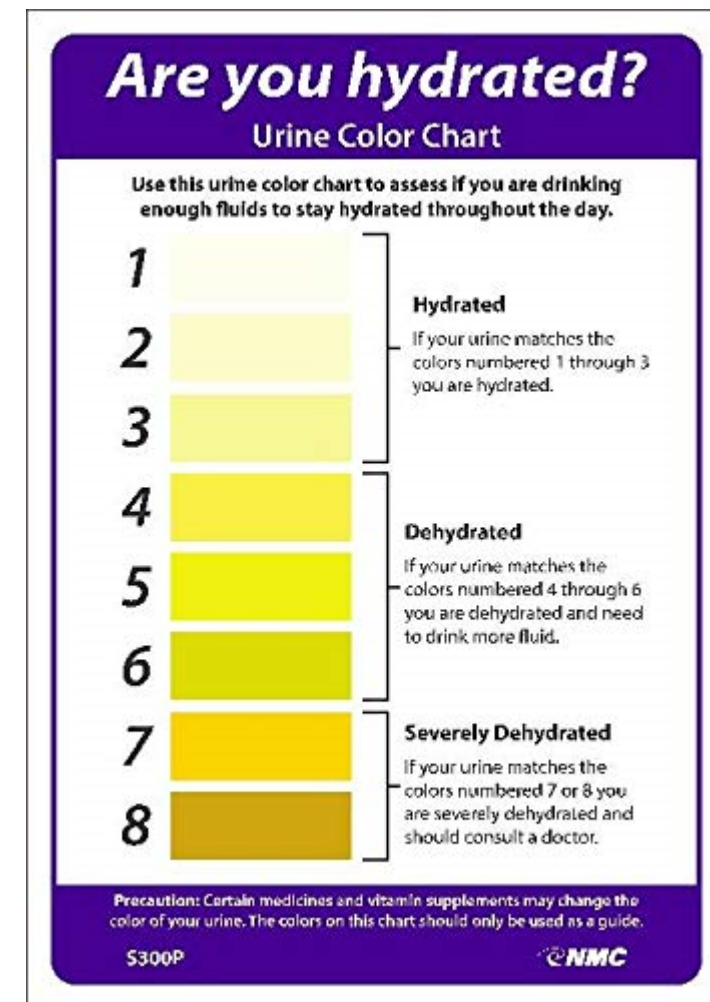 Are you hydrated?
Urine Color Chart
Use this urine color chart to assess if you are drinking
enough fluids to stay hydrated throughout the day.
1
2
3
Hydrated
If your urine matches the
colors numbered 1 through 3
you are hydrated.
4
5
6
Dehydrated
If your urine matches the
colors numbered 4 through 6
you are dehydrated and need
to drink more fluid.
7
8
Severely Dehydrated
If your urine matches the
colors numbered 7 or 8 you
are severely dehydrated and
should consult a doctor.
Precaution: Certain medicines and vitamin supplements may change the
color of your urine. The colors on this chart should only be used as a guide.
S300P
NMC